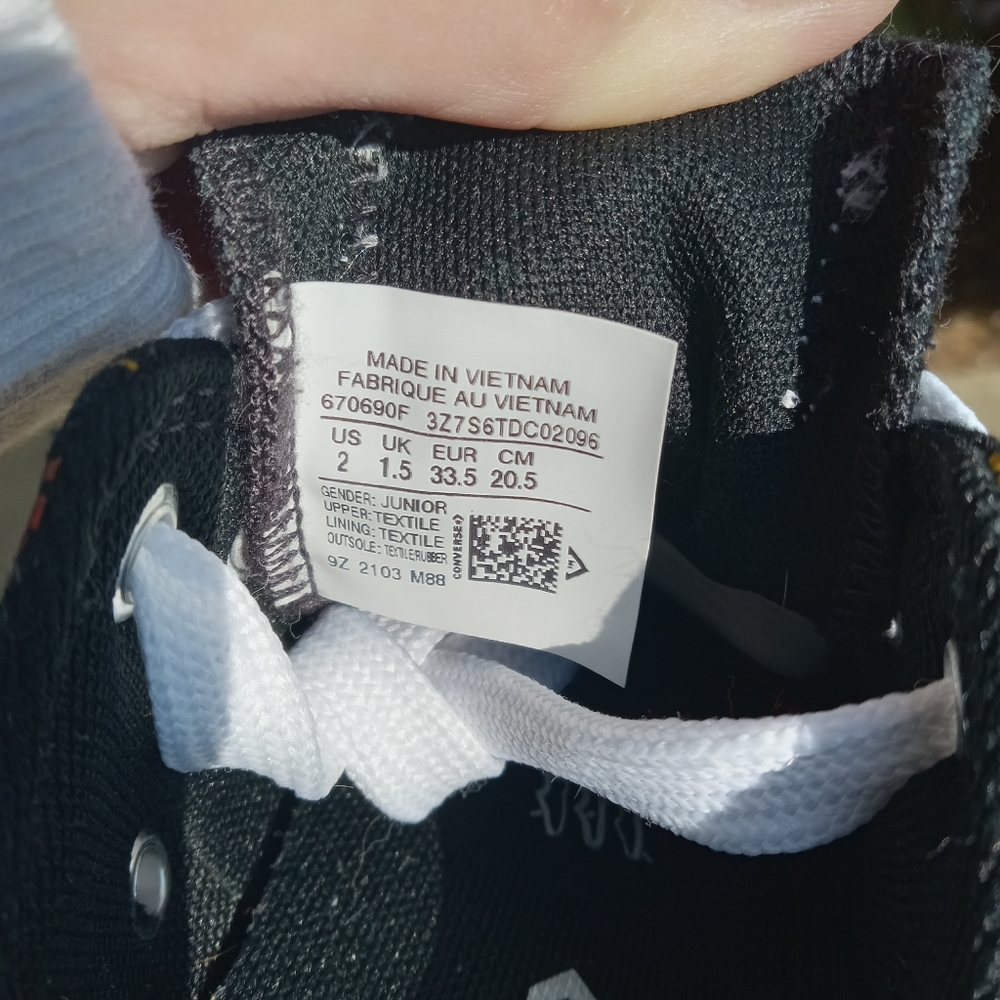 MADE IN VIETNAM
FABRIQUE AU VIETNAM
670690F 3Z7S6TDC02096
US UK EUR CM
2 1.5 33.5 20.5
GENDER: JUNIOR
UPPER: TEXTILE
LINING: TEXTILE
OUTSOLE: TEXTILE/RUBBER
9Z 2103 M88
CONVERSE